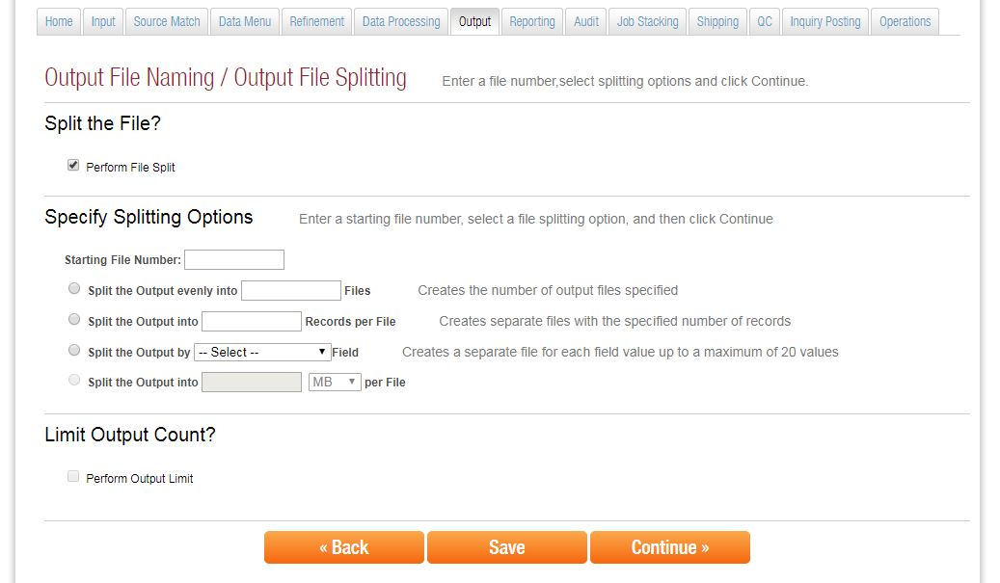 Home Input Source Match Data Menu Refinement Data Processing Output Reporting Audit Job Stacking Shipping QC Inquiry Posting Operations
Output File Naming / Output File Splitting Enter a file number,select splitting options and click Continue.
Split the File?
Perform File Split
Specify Splitting Options Enter a starting file number, select a file splitting option, and then click Continue
Starting File Number:
Split the Output evenly into Files Creates the number of output files specified
Split the Output into Records per File Creates separate files with the specified number of records
Split the Output by -- Select -- Field Creates a separate file for each field value up to a maximum of 20 values
Split the Output into MB per File
Limit Output Count?
Perform Output Limit
« Back Save Continue »